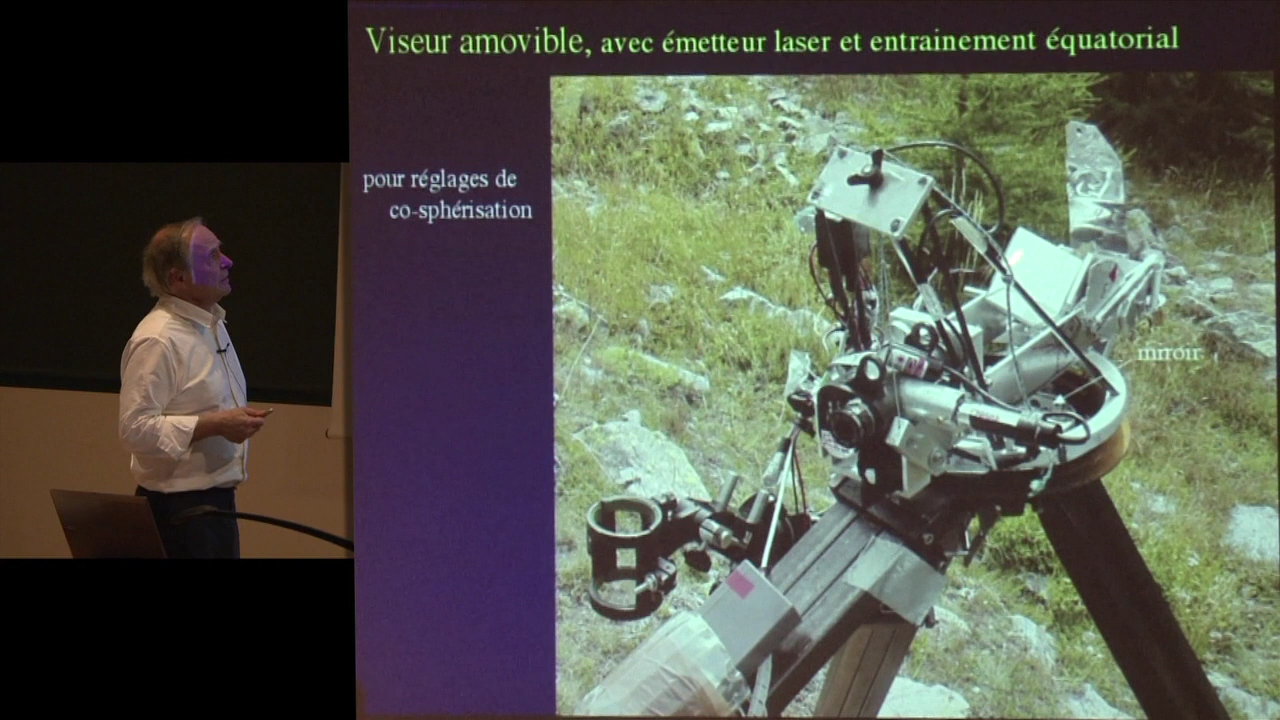 Viseur amovible, avec émetteur laser et entrainement équatorial
pour réglages de
co-sphérisation
miroir